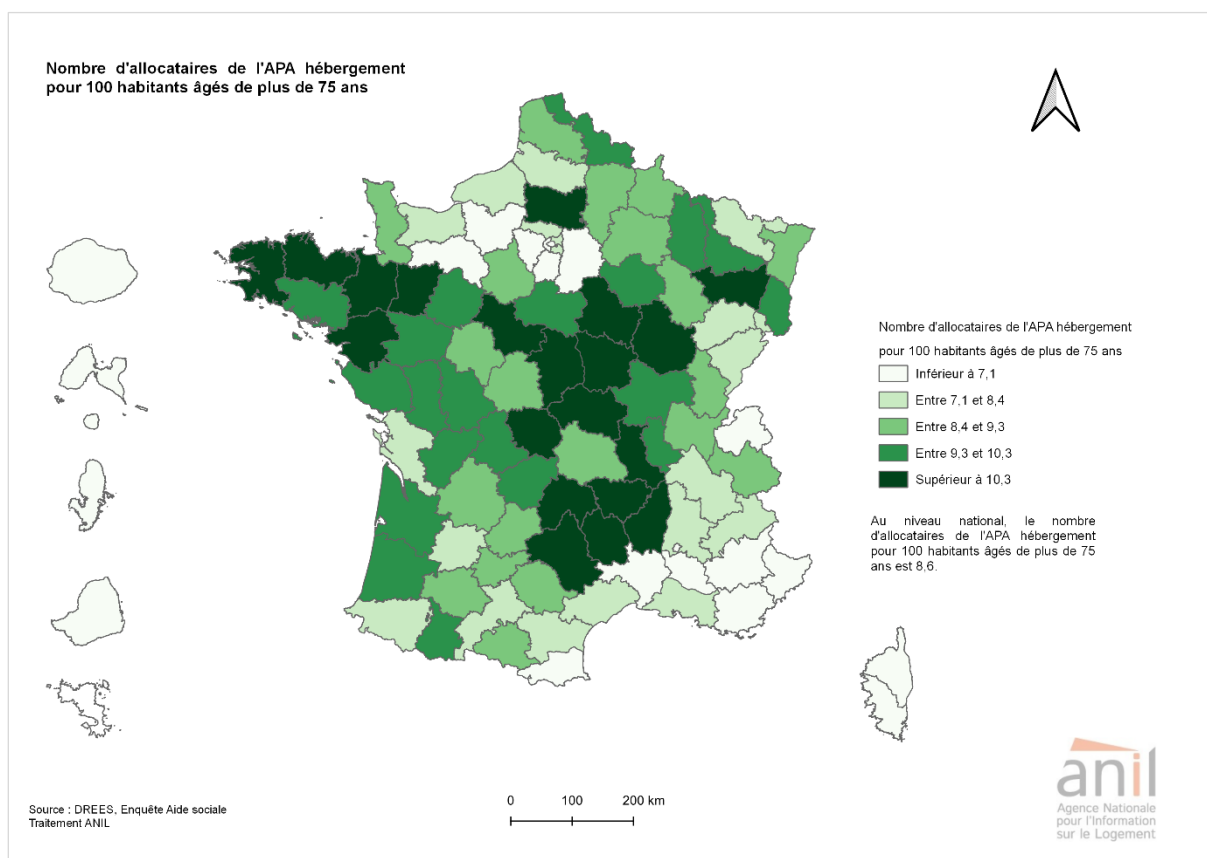 Nombre d'allocataires de l'APA hébergement
pour 100 habitants âgés de plus de 75 ans
Nombre d'allocataires de l'APA hébergement
pour 100 habitants âgés de plus de 75 ans
Inférieur à 7,1
Entre 7,1 et 8,4
Entre 8,4 et 9,3
Entre 9,3 et 10,3
Supérieur à 10,3
Au niveau national, le nombre
d'allocataires de l'APA hébergement
pour 100 habitants âgés de plus de 75
ans est 8,6.
Source : DREES, Enquête Aide sociale
Traitement ANIL
0 100 200 km
anil
Agence Nationale
pour l'Information
sur le Logement